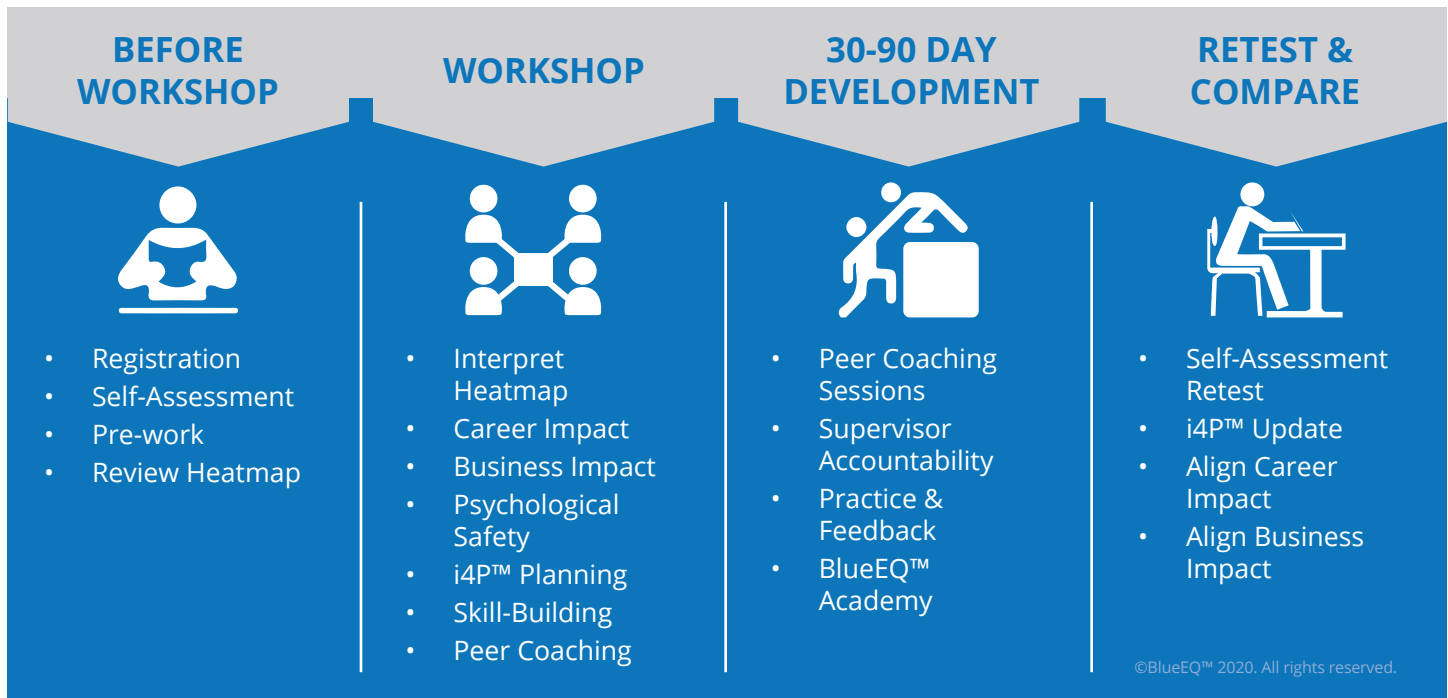 BEFORE
WORKSHOP
• Registration
• Self-Assessment
• Pre-work
• Review Heatmap
WORKSHOP
• Interpret
Heatmap
• Career Impact
• Business Impact
• Psychological
Safety
• i4P™ Planning
• Skill-Building
• Peer Coaching
30-90 DAY
DEVELOPMENT
• Peer Coaching
Sessions
• Supervisor
Accountability
• Practice &
Feedback
• BlueEQ™
Academy
RETEST &
COMPARE
• Self-Assessment
Retest
• i4P™ Update
• Align Career
Impact
• Align Business
Impact
©BlueEQ™ 2020. All rights reserved.